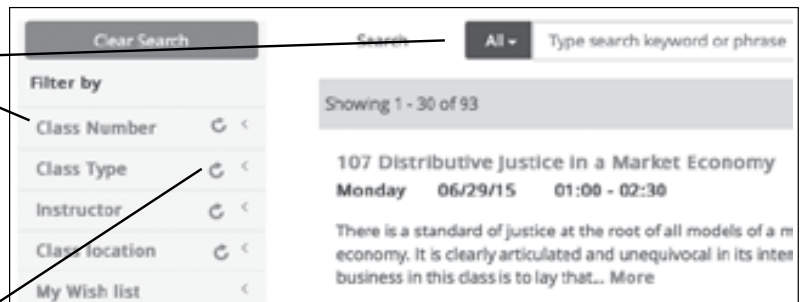 Clear Search
Search All Type search keyword or phrase
Filter by
Showing 1 - 30 of 93
Class Number
Class Type
Instructor
Class location
My Wish list
107 Distributive Justice in a Market Economy
Monday 06/29/15 01:00 - 02:30
There is a standard of justice at the root of all models of a
economy. It is clearly articulated and unequivocal in its
business in this class is to lay that... More